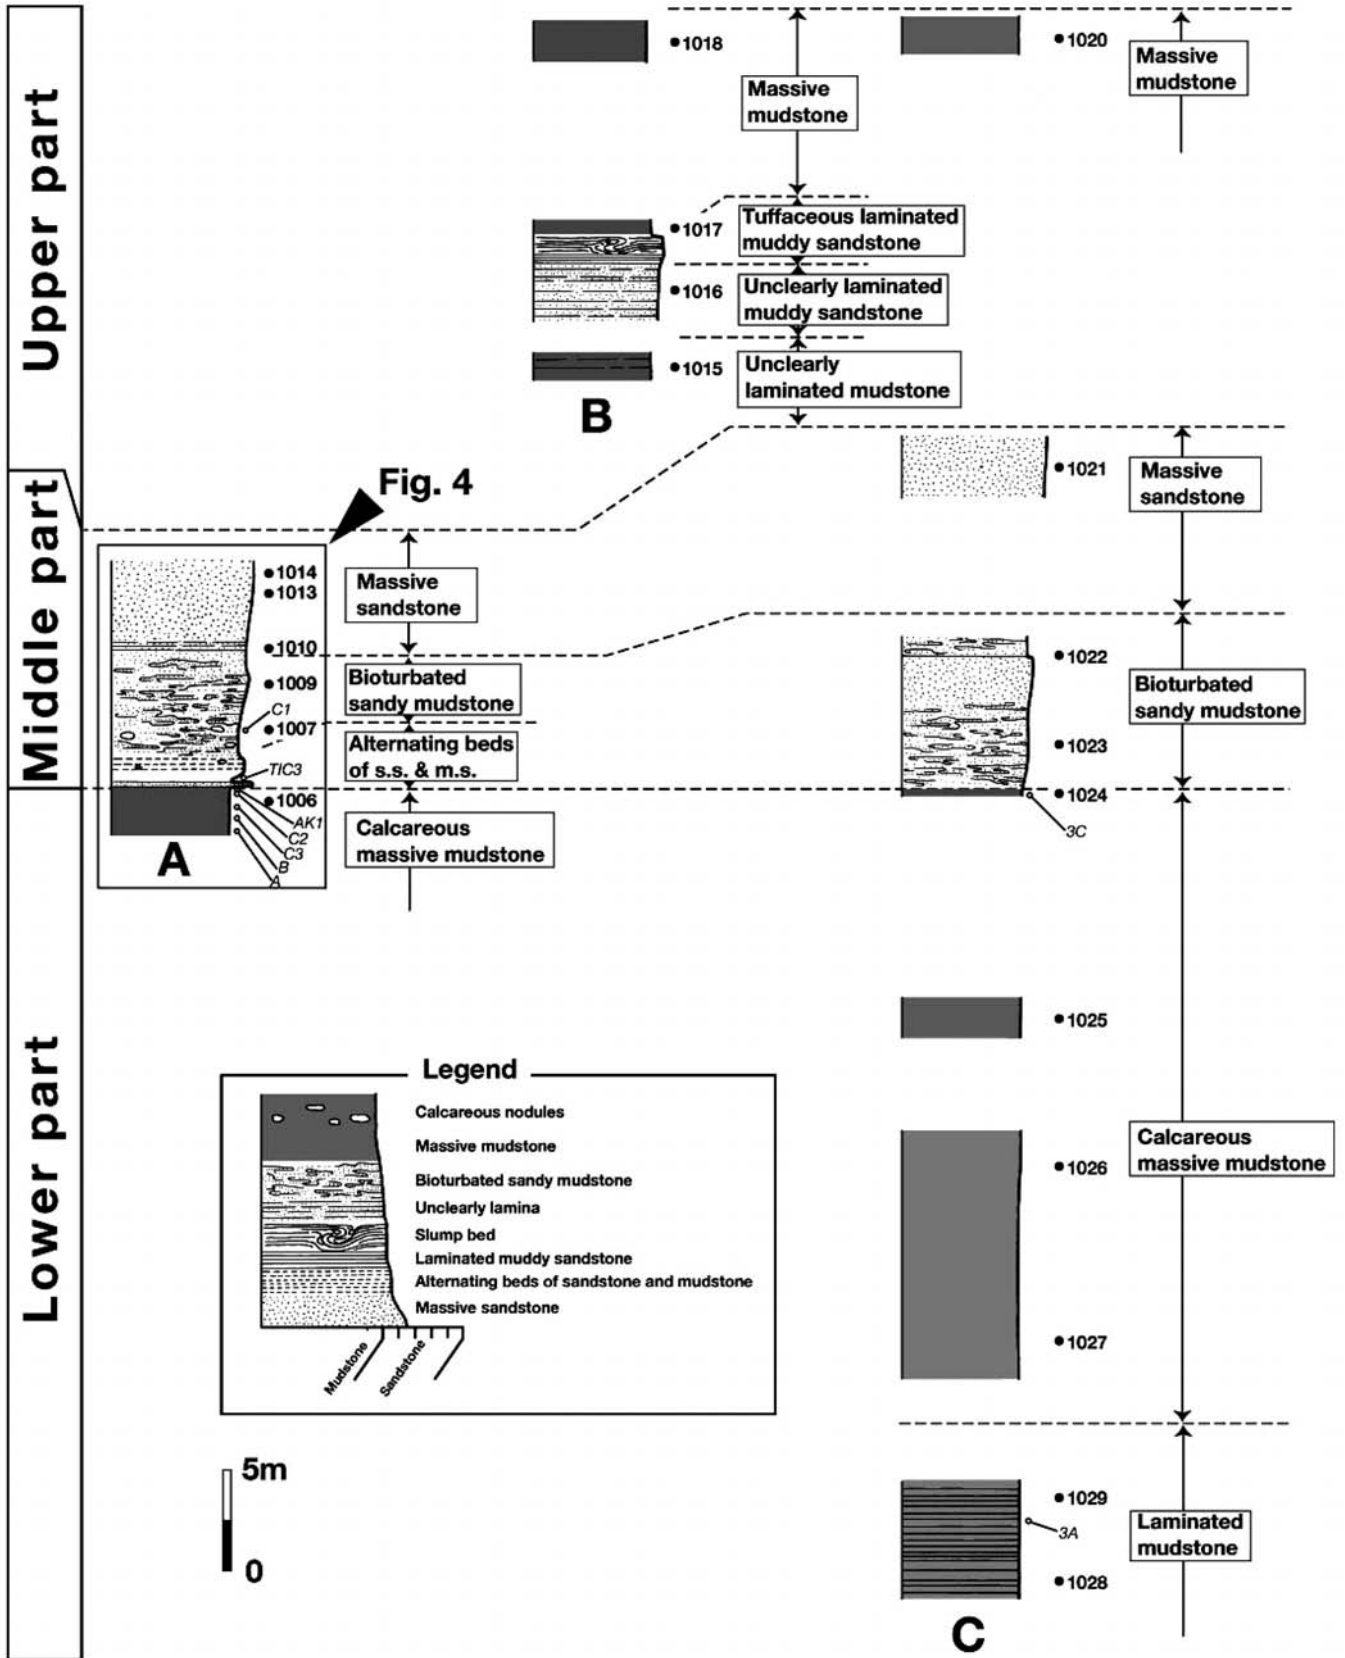 Upper part
Middle part
Lower part
1018
Massive
mudstone
1020
Massive
mudstone
1017
Tuffaceous laminated
muddy sandstone
1016
Unclearly laminated
muddy sandstone
1015
Unclearly
laminated mudstone
B
1021
Massive
sandstone
Fig. 4
1014
1013
Massive
sandstone
1010
1009
Bioturbated
sandy mudstone
C1
1007
Alternating beds
of s.s. & m.s.
TIC3
1006
AK1
C2
C3
B
A
A
Calcareous
massive mudstone
1022
Bioturbated
sandy mudstone
1023
1024
3C
1025
1026
Calcareous
massive mudstone
1027
1029
3A
Laminated
mudstone
1028
C
Legend
Calcareous nodules
Massive mudstone
Bioturbated sandy mudstone
Unclearly lamina
Slump bed
Laminated muddy sandstone
Alternating beds of sandstone and mudstone
Massive sandstone
Mudstone
Sandstone
5m
0